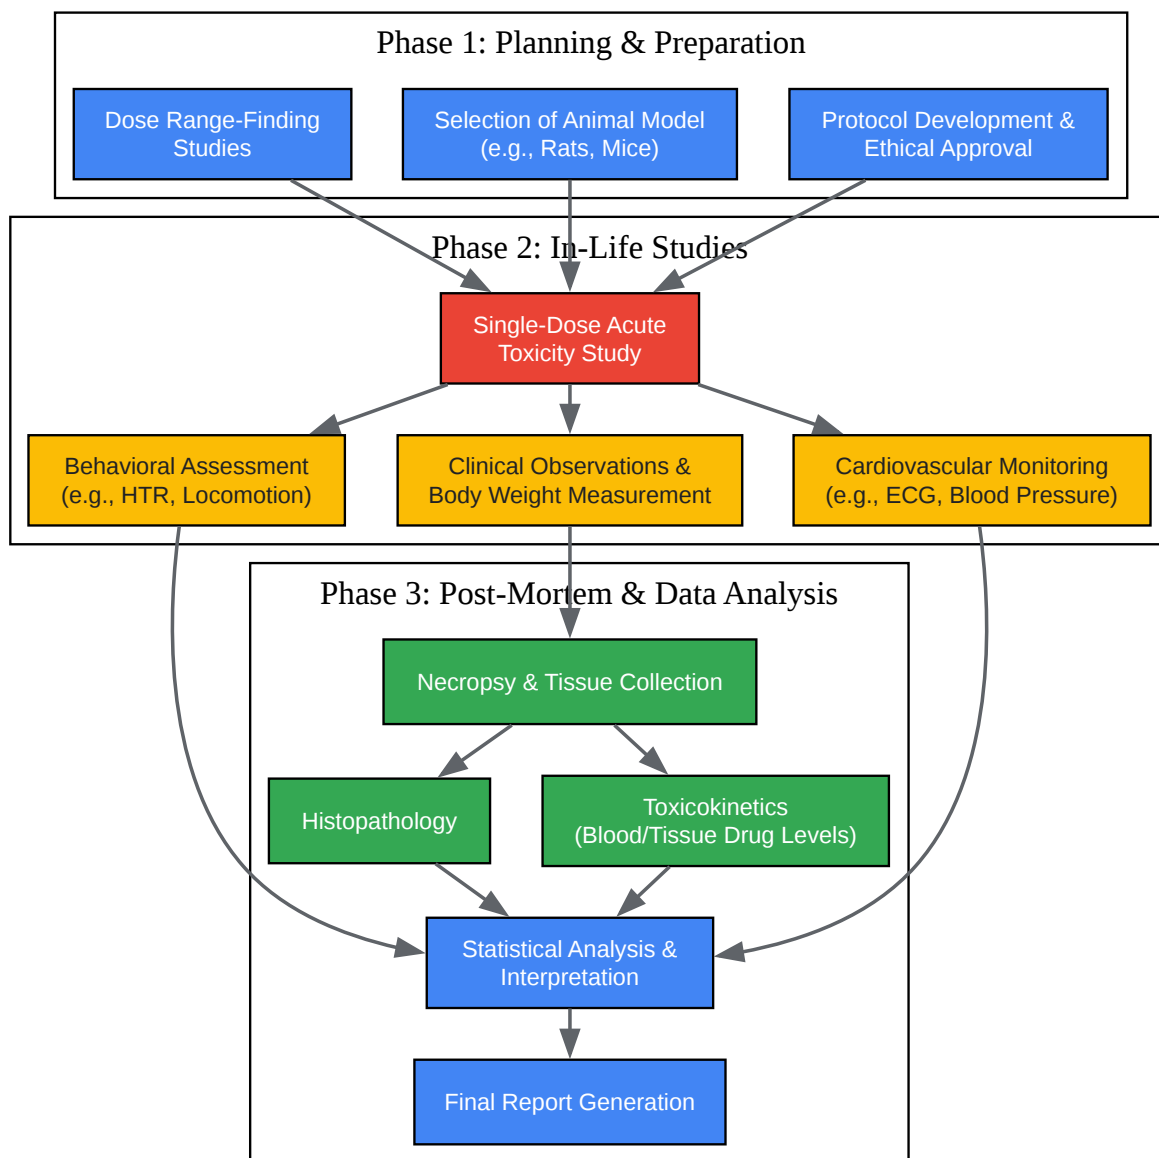 Phase 1: Planning & Preparation
Dose Range-Finding
Studies
Selection of Animal Model
(e.g., Rats, Mice)
Protocol Development &
Ethical Approval
Phase 2: In-Life Studies
Single-Dose Acute
Toxicity Study
Behavioral Assessment
(e.g., HTR, Locomotion)
Clinical Observations &
Body Weight Measurement
Cardiovascular Monitoring
(e.g., ECG, Blood Pressure)
Phase 3: Post-Mortem & Data Analysis
Necropsy & Tissue Collection
Histopathology
Toxicokinetics
(Blood/Tissue Drug Levels)
Statistical Analysis &
Interpretation
Final Report Generation